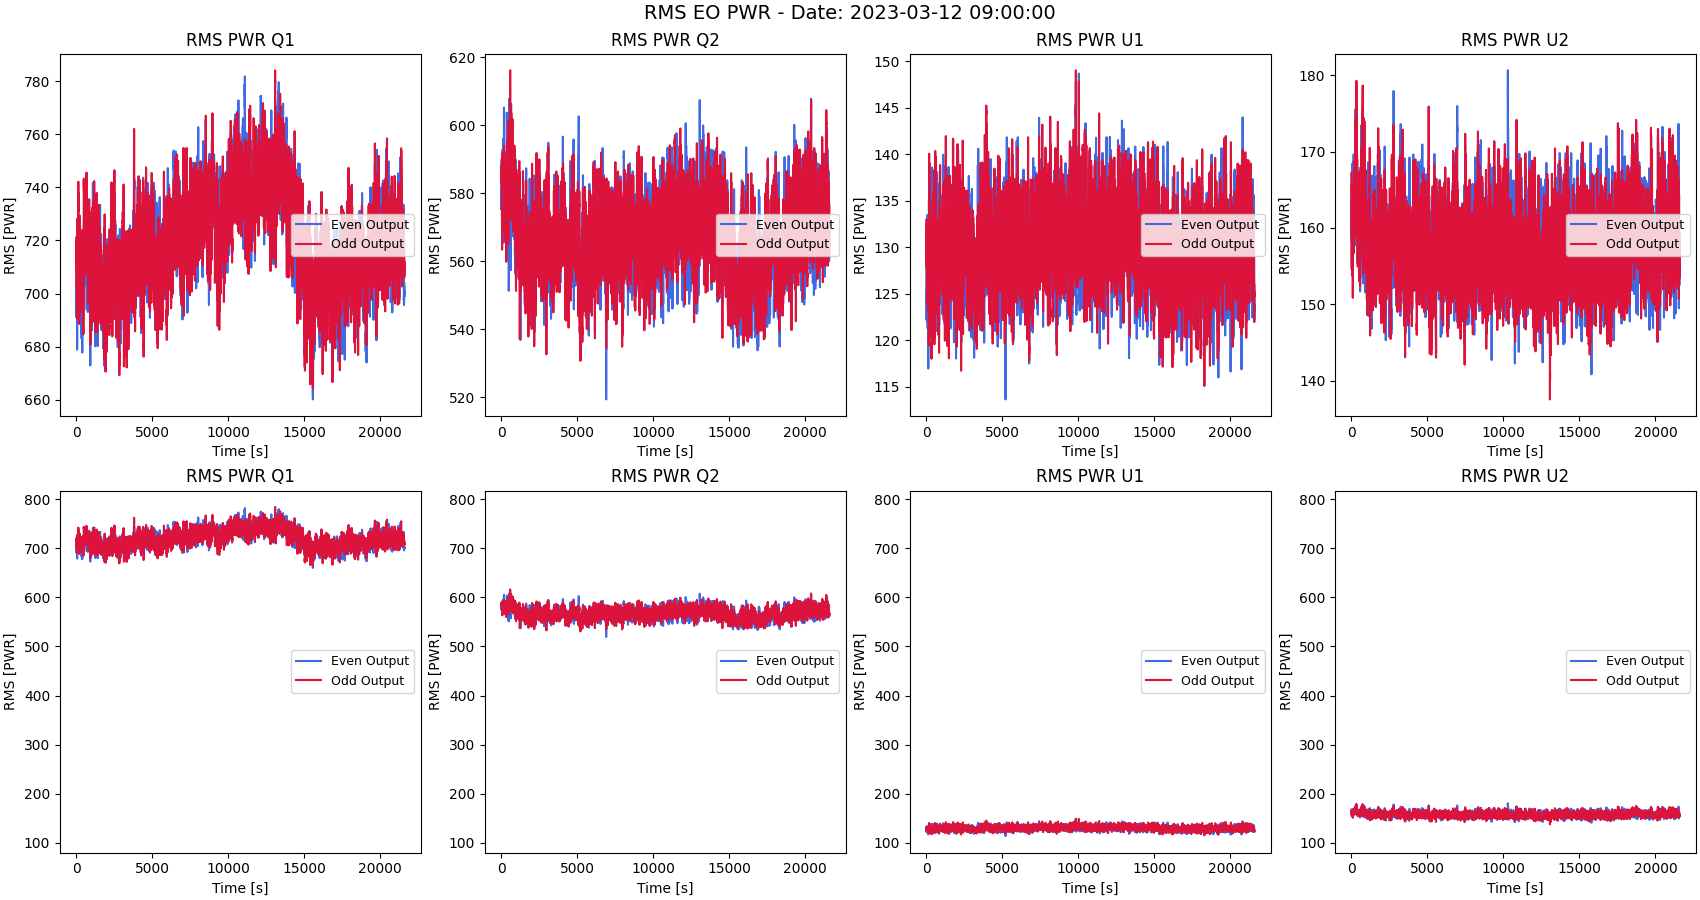 RMS EO PWR - Date: 2023-03-12 09:00:00
RMS PWR Q1
RMS [PWR]
780
760
740
720
700
680
660
0 5000 10000 15000 20000
Time [s]
Even Output
Odd Output
RMS PWR Q2
RMS [PWR]
620
600
580
560
540
520
0 5000 10000 15000 20000
Time [s]
Even Output
Odd Output
RMS PWR U1
RMS [PWR]
150
145
140
135
130
125
120
115
0 5000 10000 15000 20000
Time [s]
Even Output
Odd Output
RMS PWR U2
RMS [PWR]
180
170
160
150
140
0 5000 10000 15000 20000
Time [s]
Even Output
Odd Output
RMS PWR Q1
RMS [PWR]
800
700
600
500
400
300
200
100
0 5000 10000 15000 20000
Time [s]
Even Output
Odd Output
RMS PWR Q2
RMS [PWR]
800
700
600
500
400
300
200
100
0 5000 10000 15000 20000
Time [s]
Even Output
Odd Output
RMS PWR U1
RMS [PWR]
800
700
600
500
400
300
200
100
0 5000 10000 15000 20000
Time [s]
Even Output
Odd Output
RMS PWR U2
RMS [PWR]
800
700
600
500
400
300
200
100
0 5000 10000 15000 20000
Time [s]
Even Output
Odd Output